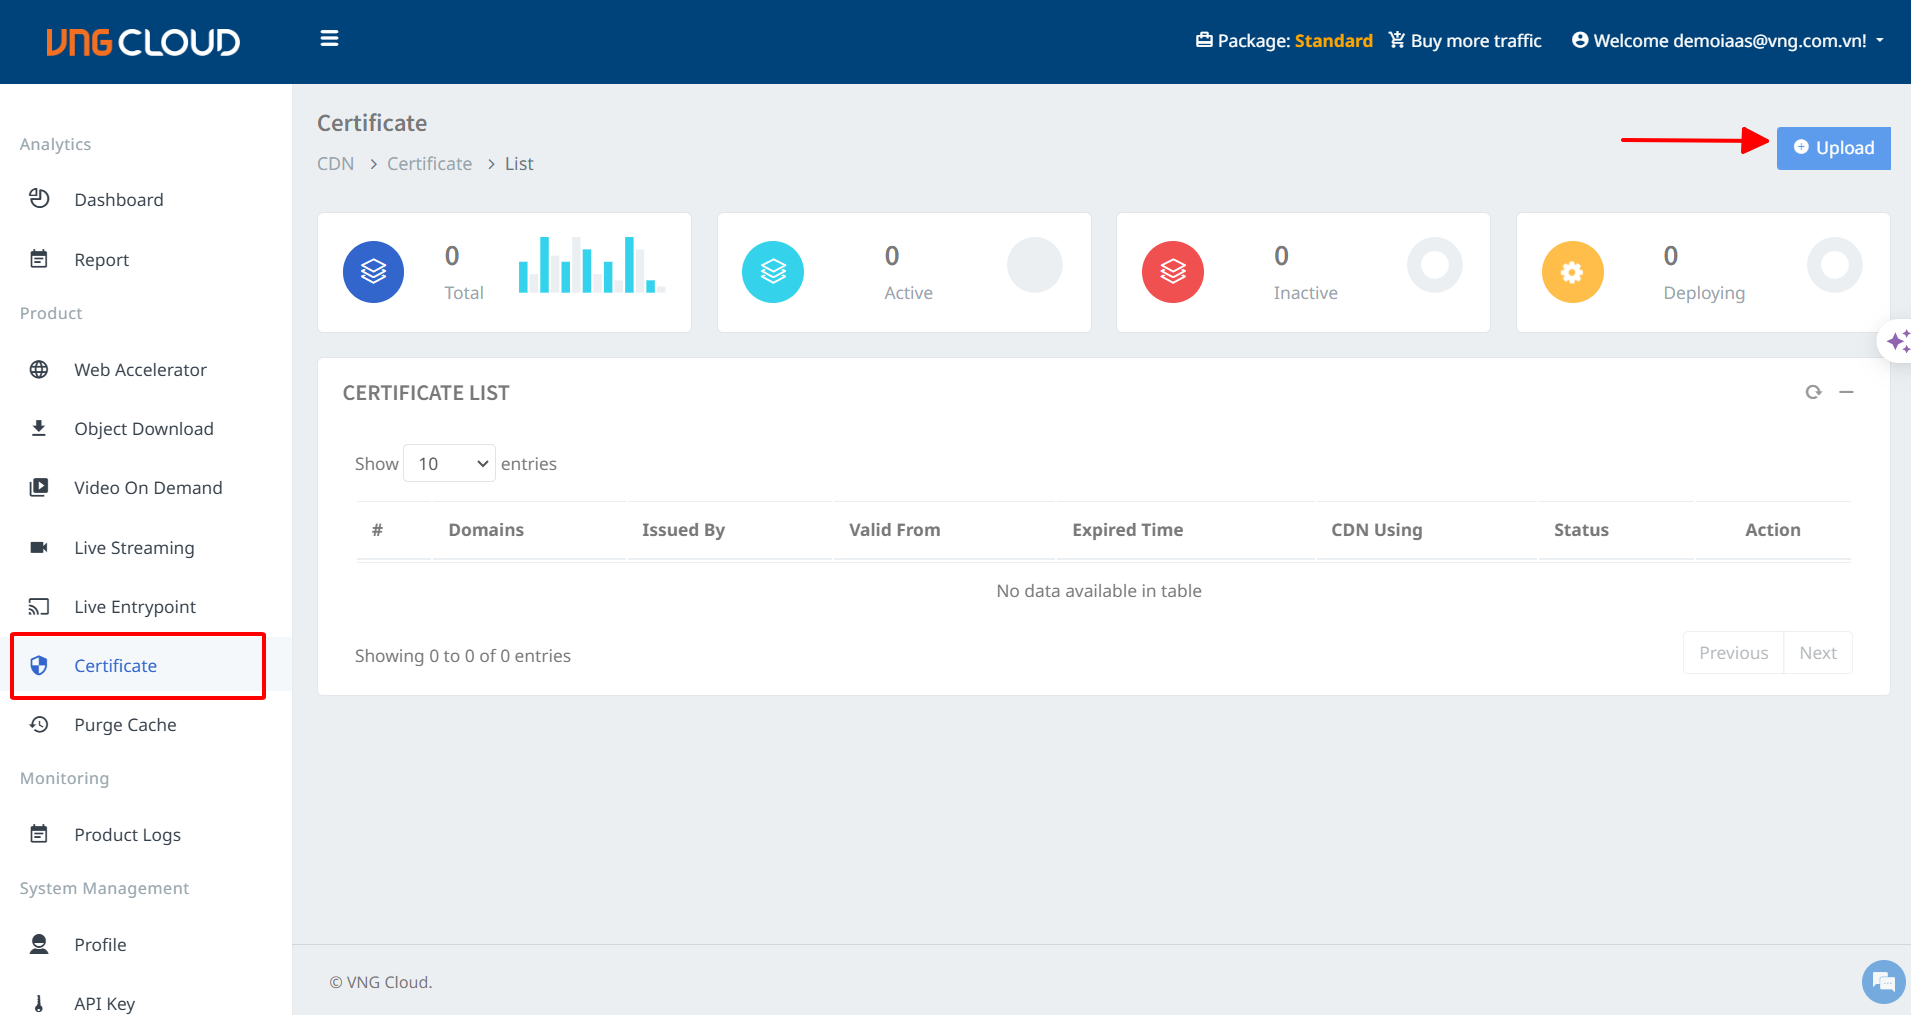 VNG CLOUD
Package: Standard
Buy more traffic
Welcome demoiaas@vng.com.vn!
Analytics
Dashboard
Report
Product
Web Accelerator
Object Download
Video On Demand
Live Streaming
Live Entrypoint
Certificate
Purge Cache
Monitoring
Product Logs
System Management
Profile
API Key
Certificate
CDN > Certificate > List
Upload
0
Total
0
Active
0
Inactive
0
Deploying
CERTIFICATE LIST
Show 10 entries
# Domains Issued By Valid From Expired Time CDN Using Status Action
No data available in table
Showing 0 to 0 of 0 entries
Previous Next
© VNG Cloud.